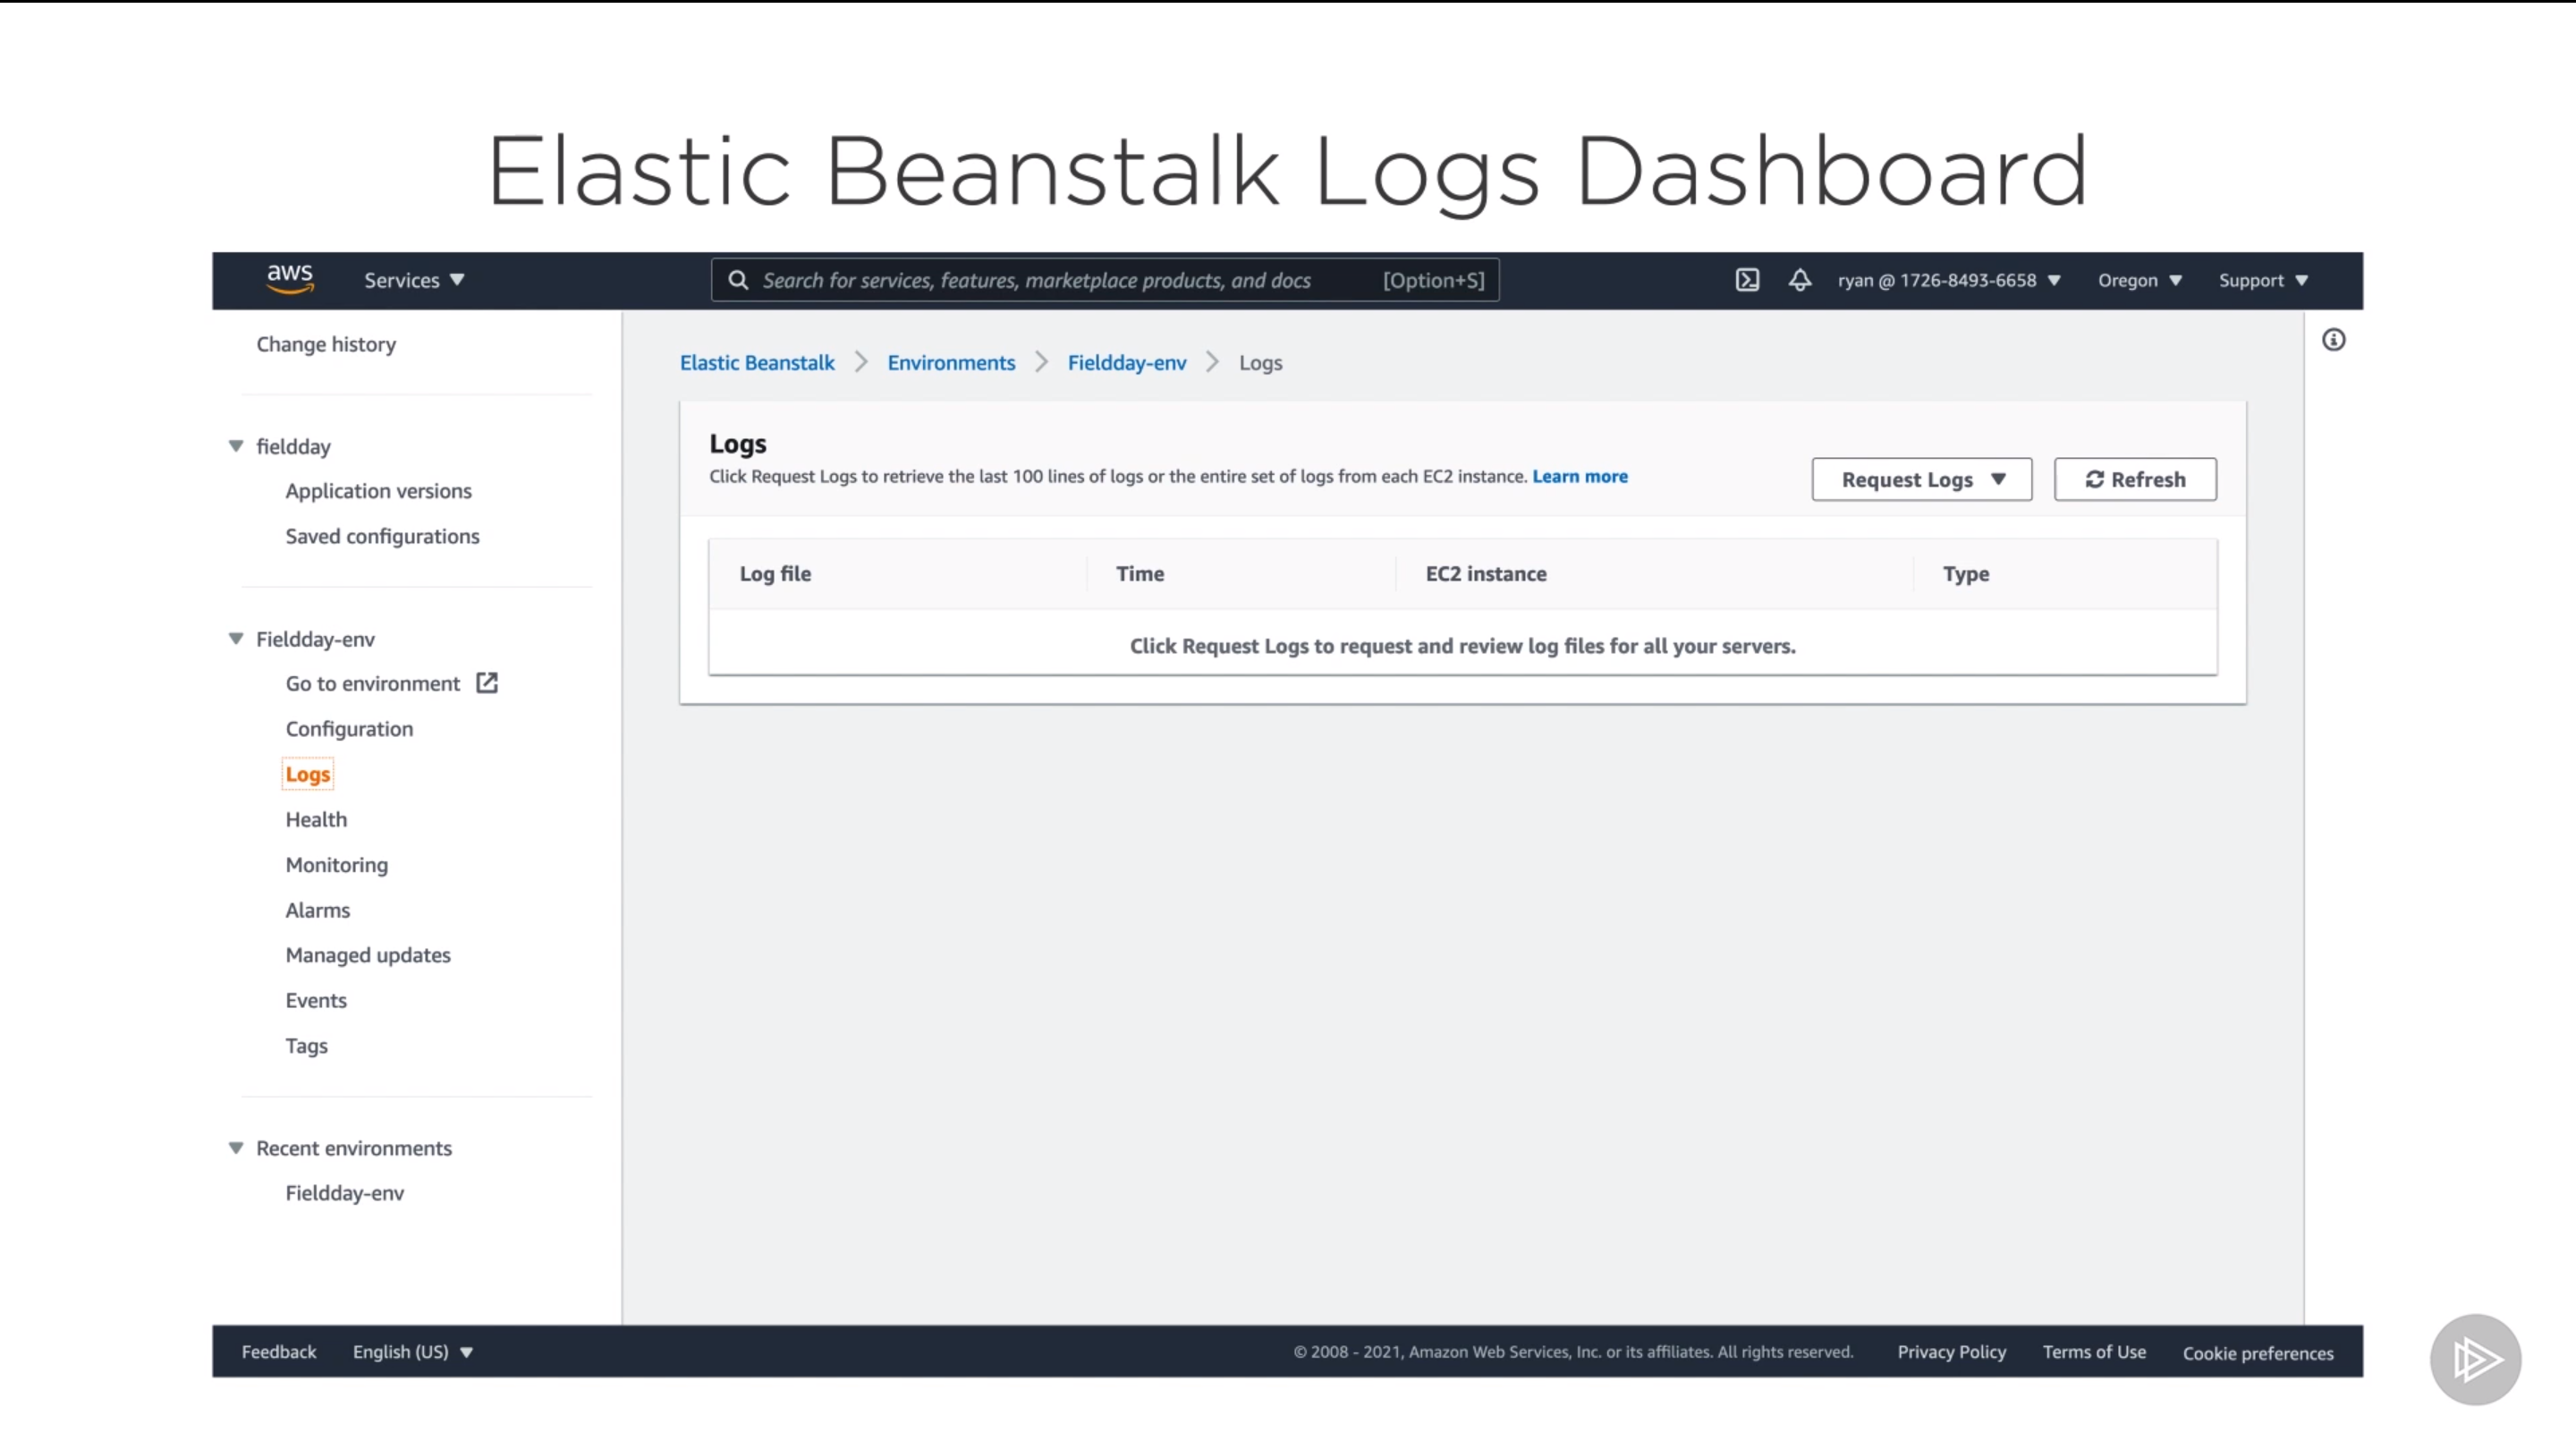 Elastic Beanstalk Logs Dashboard
aws Services Search for services, features, marketplace products, and docs [Option+S] ryan @ 1726-8493-6658 Oregon Support
Change history
fieldday
Application versions
Saved configurations
Fieldday-env
Go to environment
Configuration
Logs
Health
Monitoring
Alarms
Managed updates
Events
Tags
Recent environments
Fieldday-env
Elastic Beanstalk > Environments > Fieldday-env > Logs
Logs
Click Request Logs to retrieve the last 100 lines of logs or the entire set of logs from each EC2 instance. Learn more
Request Logs Refresh
Log file Time EC2 instance Type
Click Request Logs to request and review log files for all your servers.
Feedback English (US) © 2008 - 2021, Amazon Web Services, Inc. or its affiliates. All rights reserved. Privacy Policy Terms of Use Cookie preferences